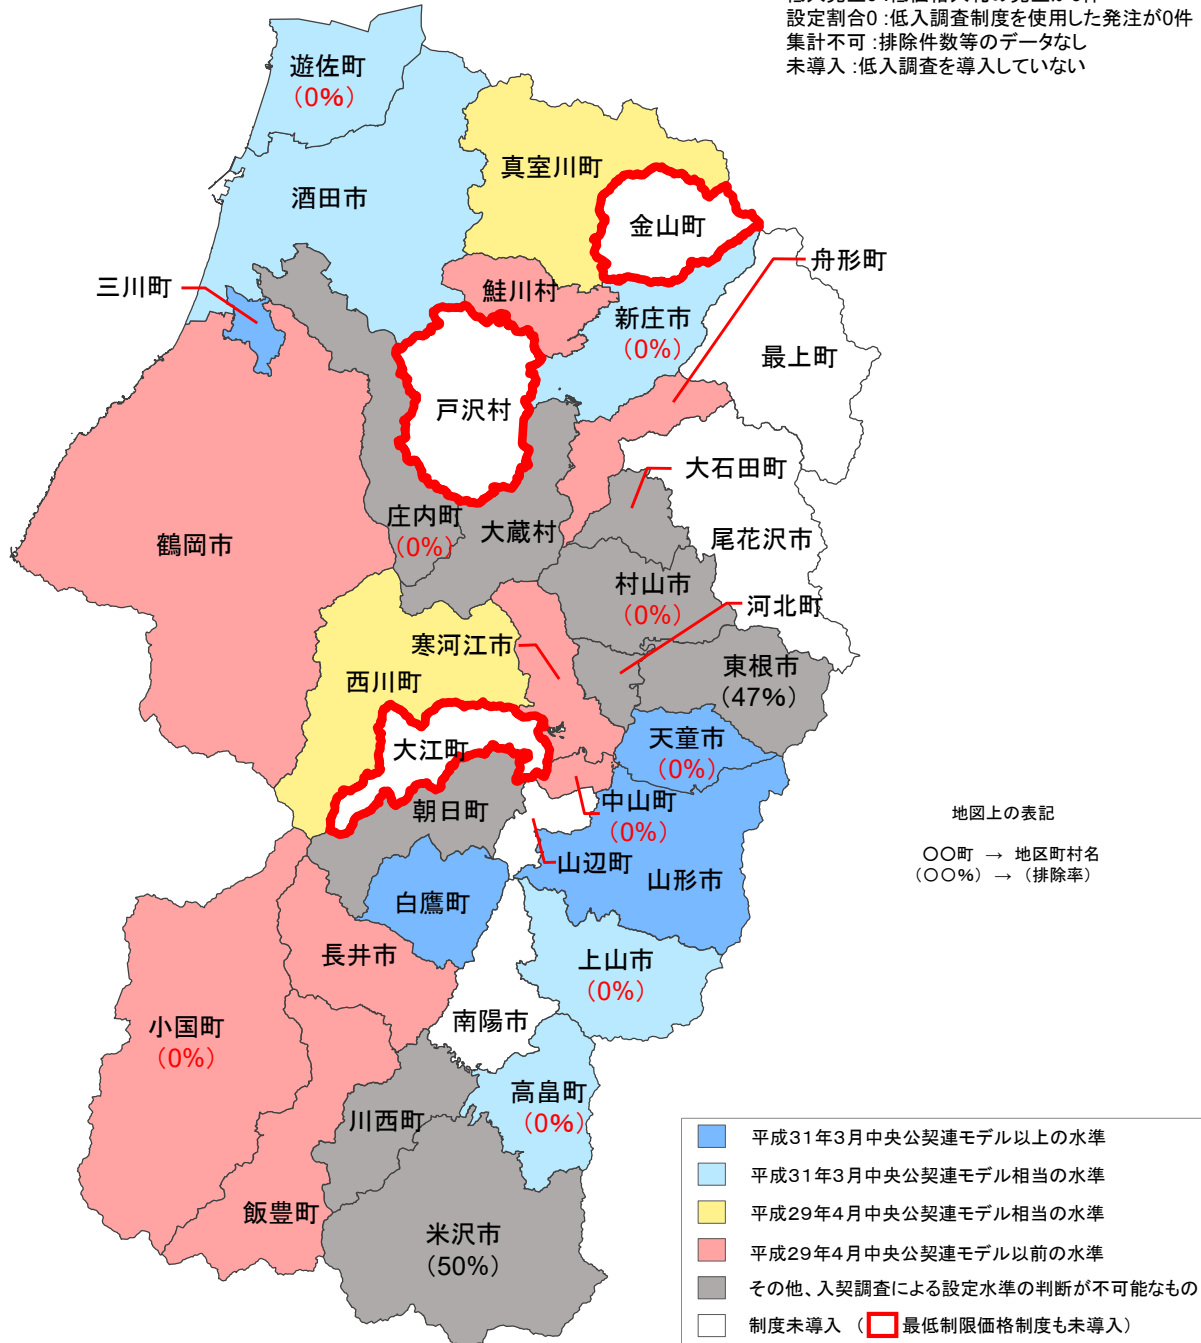 設定割合0：低入調査制度を使用した発注が0件
集計不可：排除件数等のデータなし
未導入：低入調査を導入していない
遊佐町
（0%）
真室川町
酒田市
金山町
舟形町
三川町
鮭川村
新庄市
（0%）
最上町
戸沢村
大石田町
庄内町
（0%）
大蔵村
尾花沢市
鶴岡市
村山市
（0%）
河北町
寒河江市
東根市
（47%）
西川町
天童市
（0%）
大江町
朝日町
中山町
（0%）
山辺町
山形市
白鷹町
長井市
上山市
（0%）
南陽市
小国町
（0%）
高畠町
（0%）
川西町
飯豊町
米沢市
（50%）
地図上の表記
〇〇町 → 地区町村名
（〇〇%）→（排除率）
平成31年3月中央公契連モデル以上の水準
平成31年3月中央公契連モデル相当の水準
平成29年4月中央公契連モデル相当の水準
平成29年4月中央公契連モデル以前の水準
その他、入契調査による設定水準の判断が不可能なもの
制度未導入（ 最低制限価格制度も未導入）